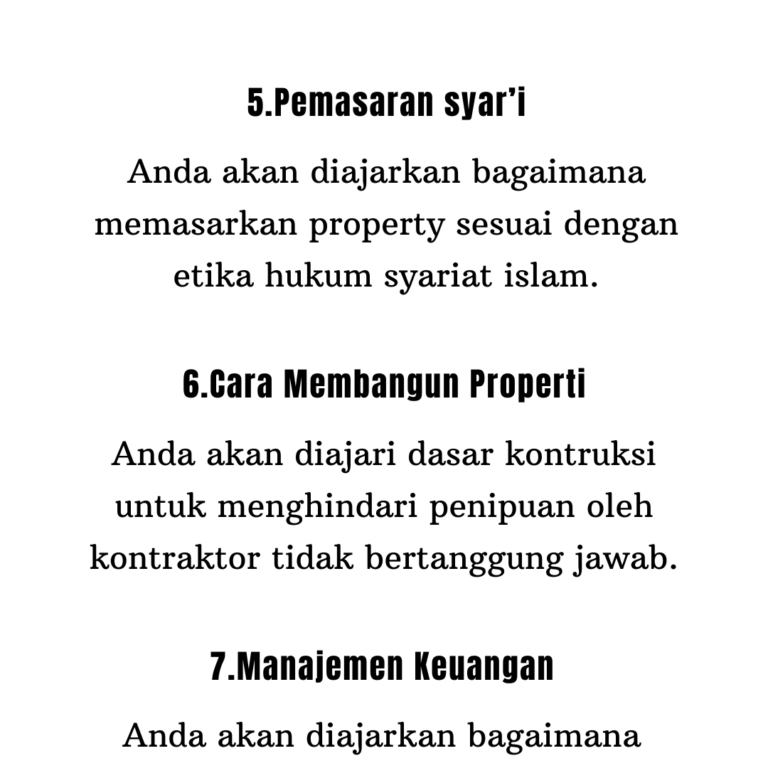 5.Pemasaran syar’i
Anda akan diajarkan bagaimana
memasarkan property sesuai dengan
etika hukum syariat islam.
6.Cara Membangun Properti
Anda akan diajari dasar kontruksi
untuk menghindari penipuan oleh
kontraktor tidak bertanggung jawab.
7.Manajemen Keuangan
Anda akan diajarkan bagaimana